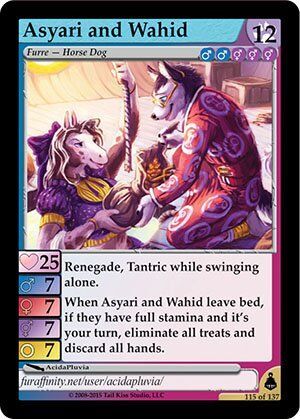 Asyari and Wahid
12
Furre — Horse Dog
25
Renegade, Tantric while swinging
alone.
7
7
When Asyari and Wahid leave bed,
if they have full stamina and it's
your turn, eliminate all treats and
discard all hands.
7
7
AcidaPluvia
furaffinity.net/user/acidapluvia/
© 2008-2015 Tail Kiss Studio, LLC
115 of 137